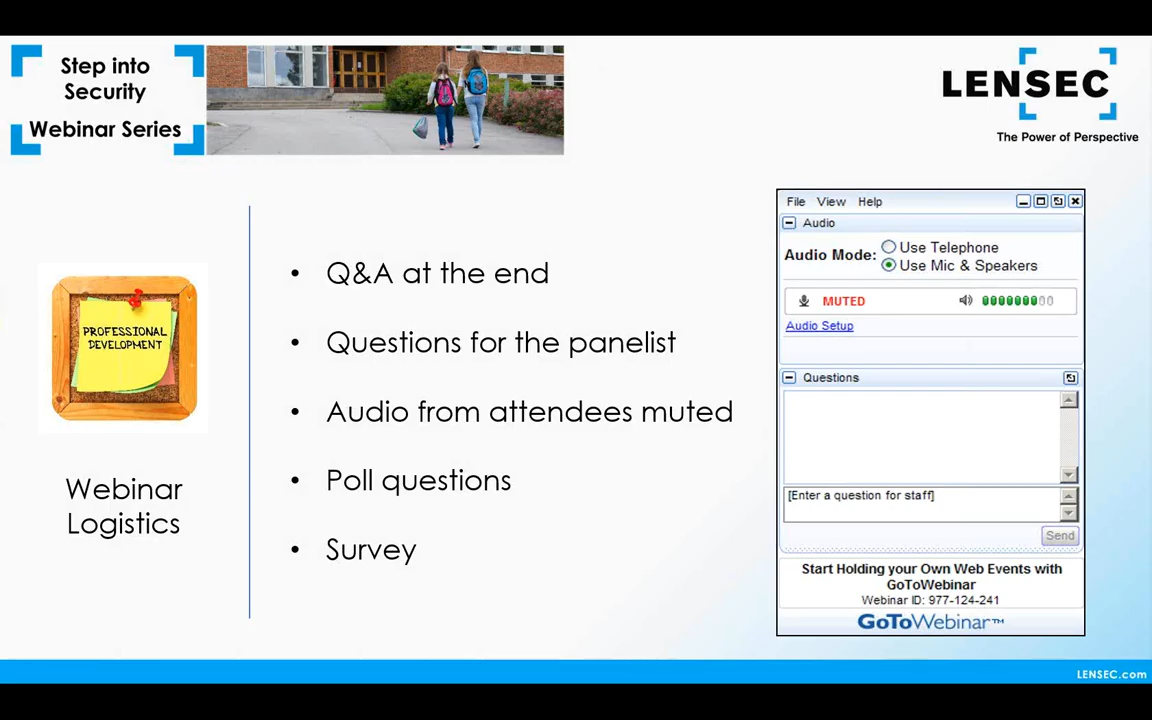 Step into
Security
Webinar Series
LENSEC
The Power of Perspective
PROFESSIONAL
DEVELOPMENT
Webinar
Logistics
• Q&A at the end
• Questions for the panelist
• Audio from attendees muted
• Poll questions
• Survey
File View Help
Audio
Audio Mode: Use Telephone
Use Mic & Speakers
MUTED
Audio Setup
Questions
[Enter a question for staff]
Send
Start Holding your Own Web Events with
GoToWebinar
Webinar ID: 977-124-241
GoToWebinar™
LENSEC.com